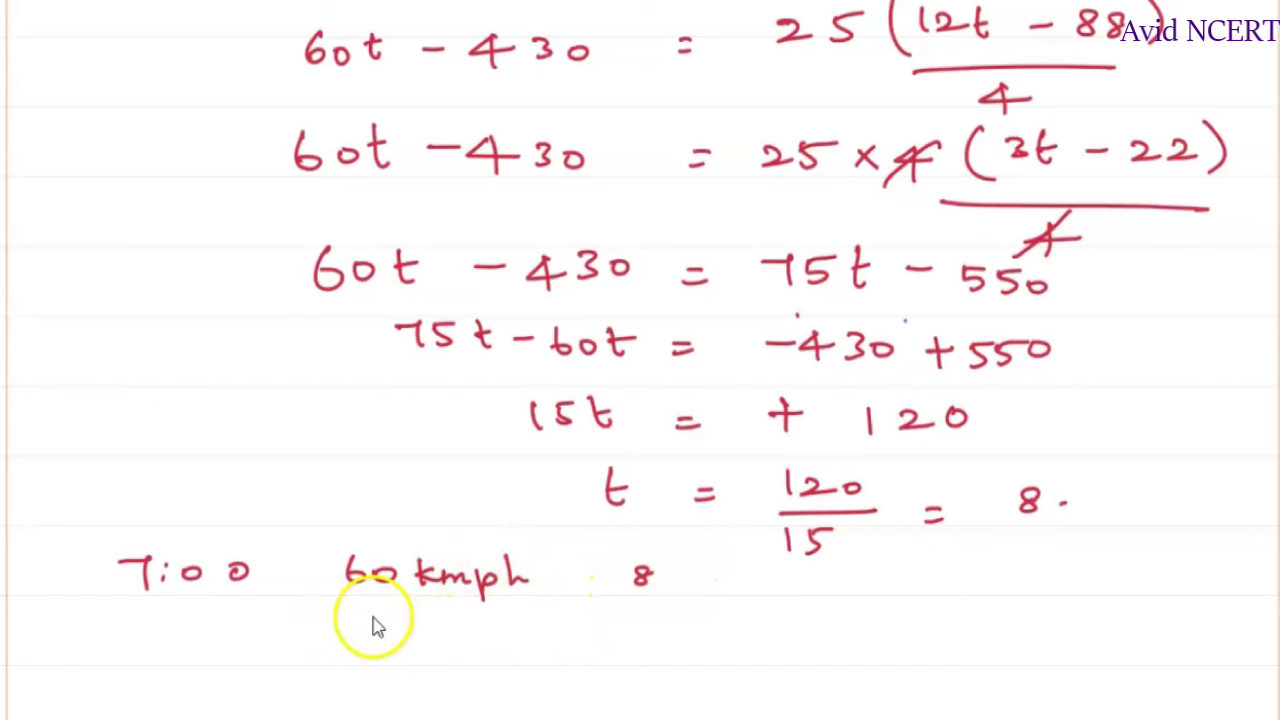 60t - 430 = 25 (12t - 88)
Avid NCERT
4
60t - 430 = 25 × 4 (3t - 22)
4
60t - 430 = 75t - 550
75t - 60t = -430 + 550
15t = + 120
t = 120 = 8.
15
7:00 60 kmph 8